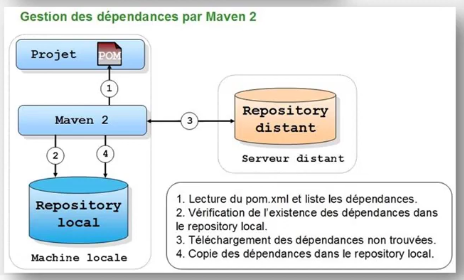 Gestion des dépendances par Maven 2
Projet
POM
1
Maven 2
3
Repository
distant
Serveur distant
2
4
Repository
local
Machine locale
1. Lecture du pom.xml et liste les dépendances.
2. Vérification de l'existence des dépendances dans
le repository local.
3. Téléchargement des dépendances non trouvées.
4. Copie des dépendances dans le repository local.